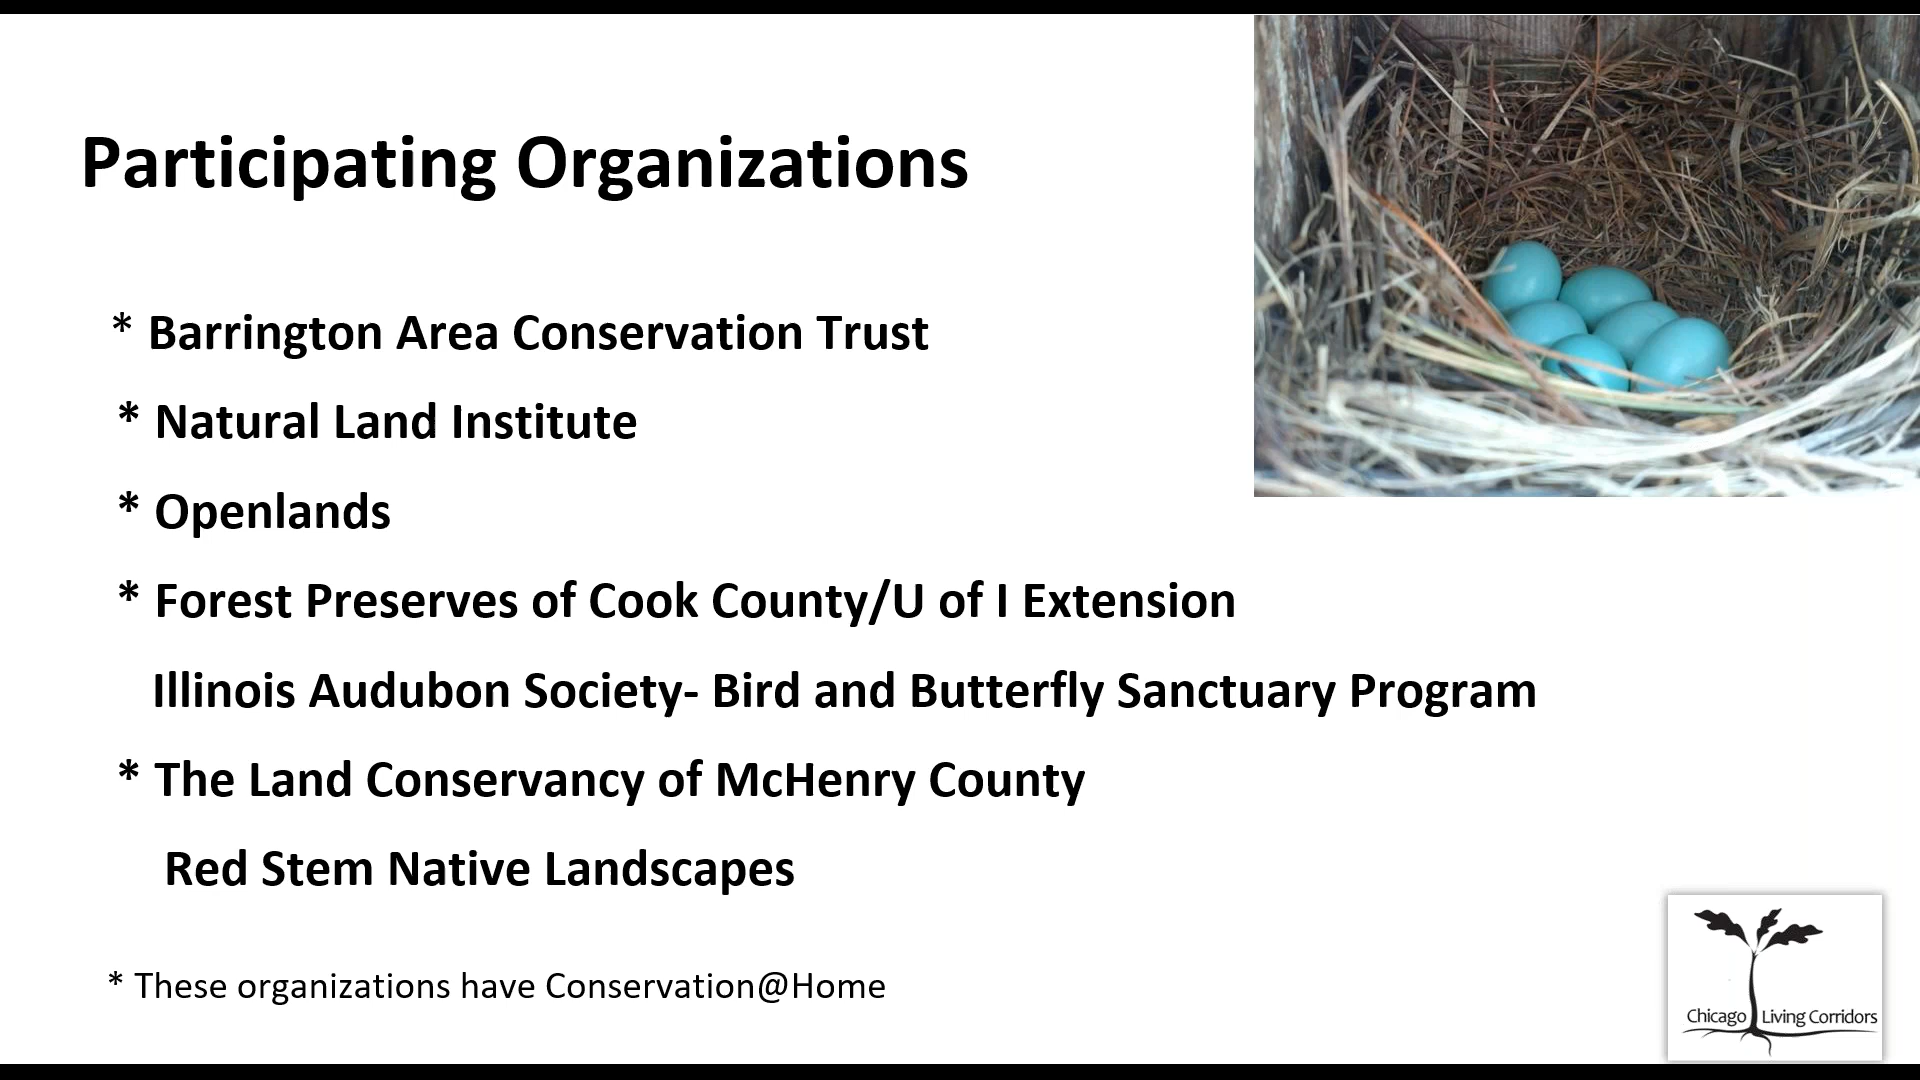 Participating Organizations
* Barrington Area Conservation Trust
* Natural Land Institute
* Openlands
* Forest Preserves of Cook County/U of I Extension
Illinois Audubon Society- Bird and Butterfly Sanctuary Program
* The Land Conservancy of McHenry County
Red Stem Native Landscapes
* These organizations have Conservation@Home
Chicago Living Corridors